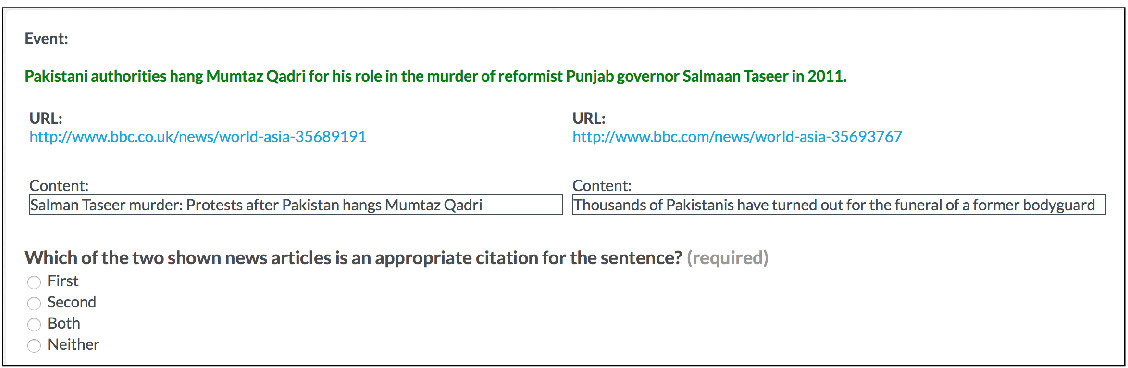 Event:
Pakistani authorities hang Mumtaz Qadri for his role in the murder of reformist Punjab governor Salmaan Taseer in 2011.
URL:
http://www.bbc.co.uk/news/world-asia-35689191
URL:
http://www.bbc.com/news/world-asia-35693767
Content:
Salman Taseer murder: Protests after Pakistan hangs Mumtaz Qadri
Content:
Thousands of Pakistanis have turned out for the funeral of a former bodyguard
Which of the two shown news articles is an appropriate citation for the sentence? (required)
First
Second
Both
Neither